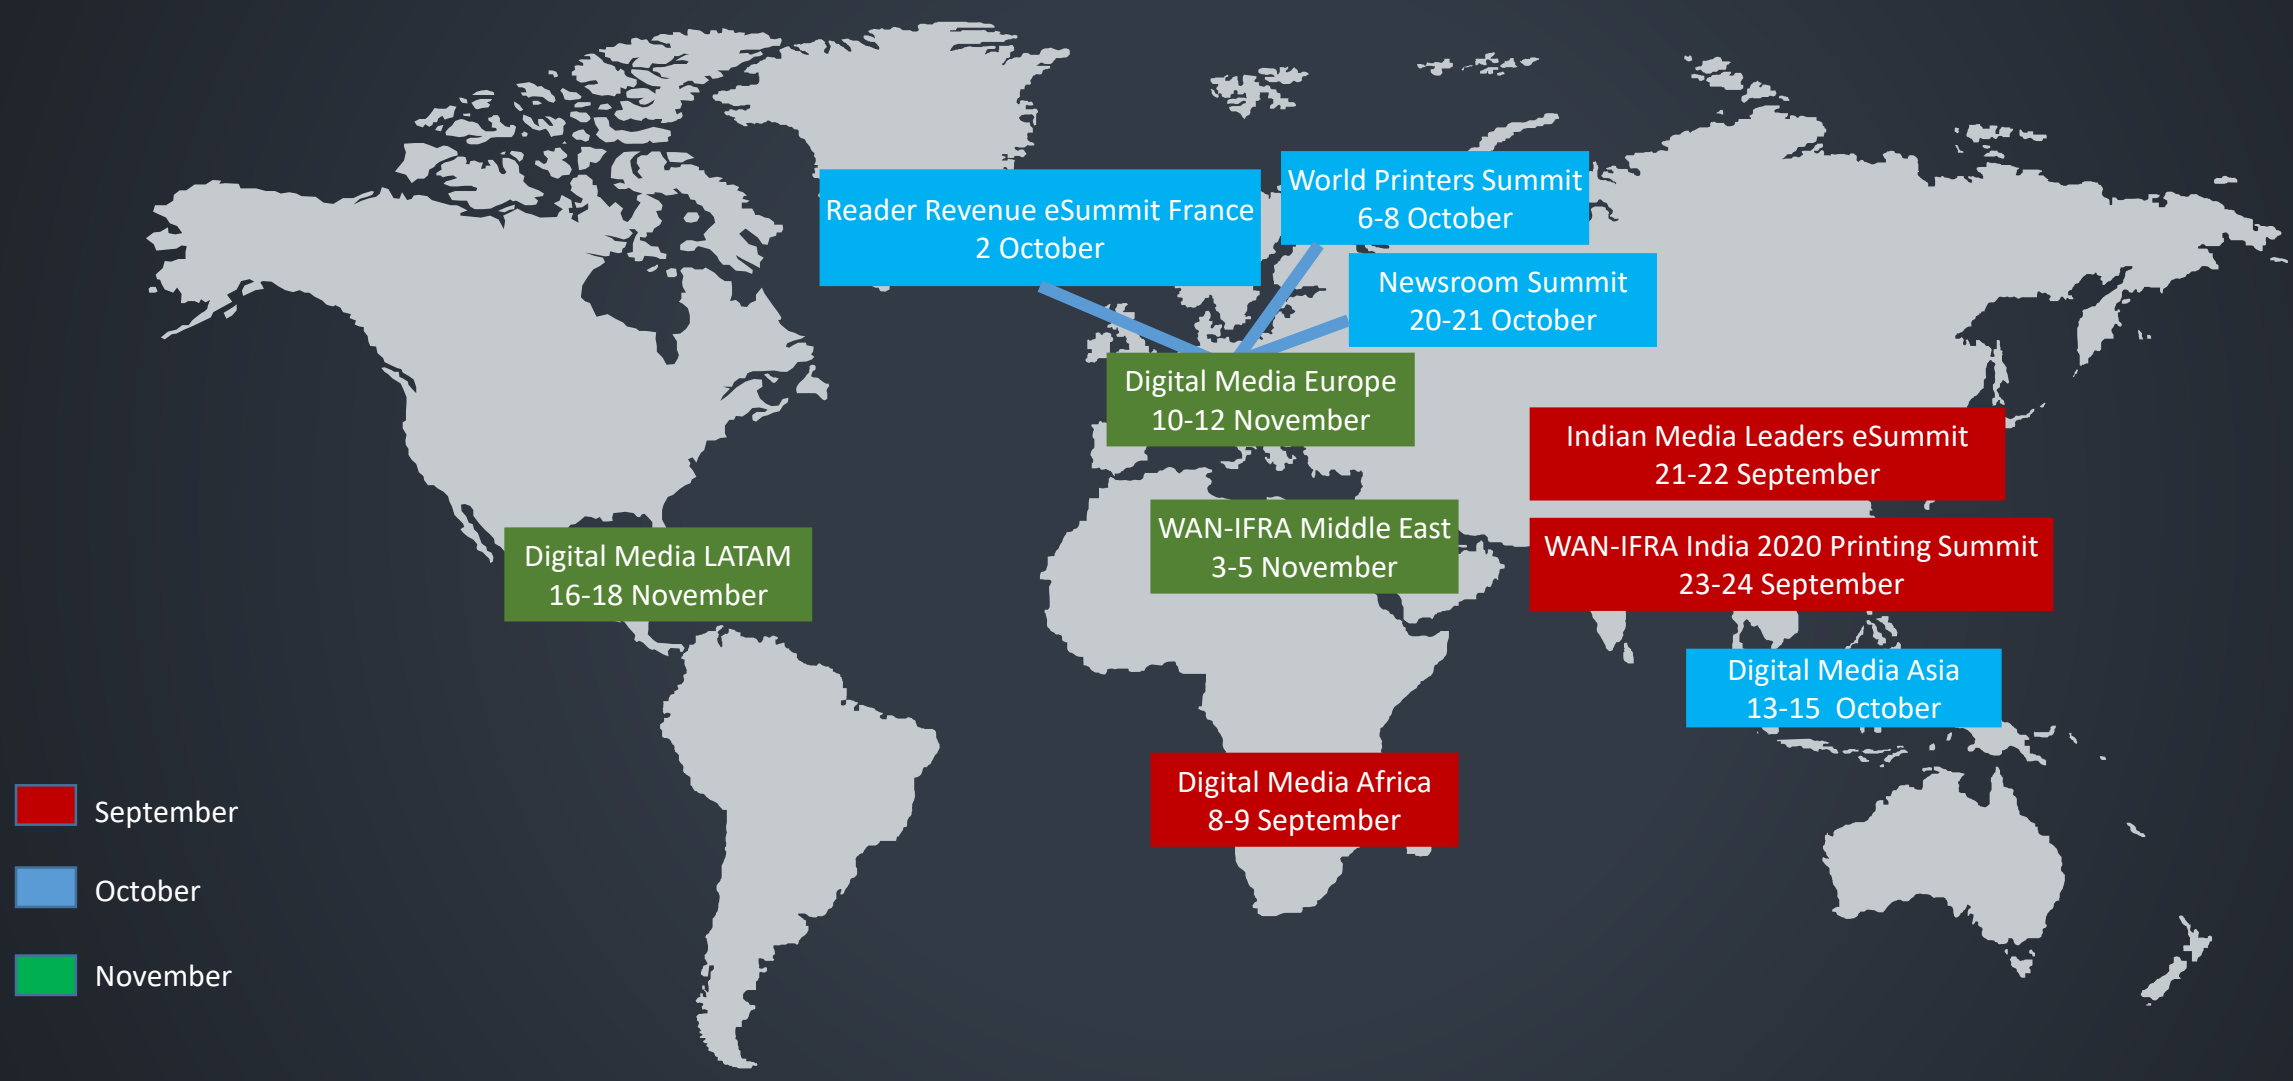 World Printers Summit
6-8 October
Reader Revenue eSummit France
2 October
Newsroom Summit
20-21 October
Digital Media Europe
10-12 November
Indian Media Leaders eSummit
21-22 September
WAN-IFRA Middle East
3-5 November
WAN-IFRA India 2020 Printing Summit
23-24 September
Digital Media LATAM
16-18 November
Digital Media Asia
13-15  October
Digital Media Africa
8-9 September
September
October
November